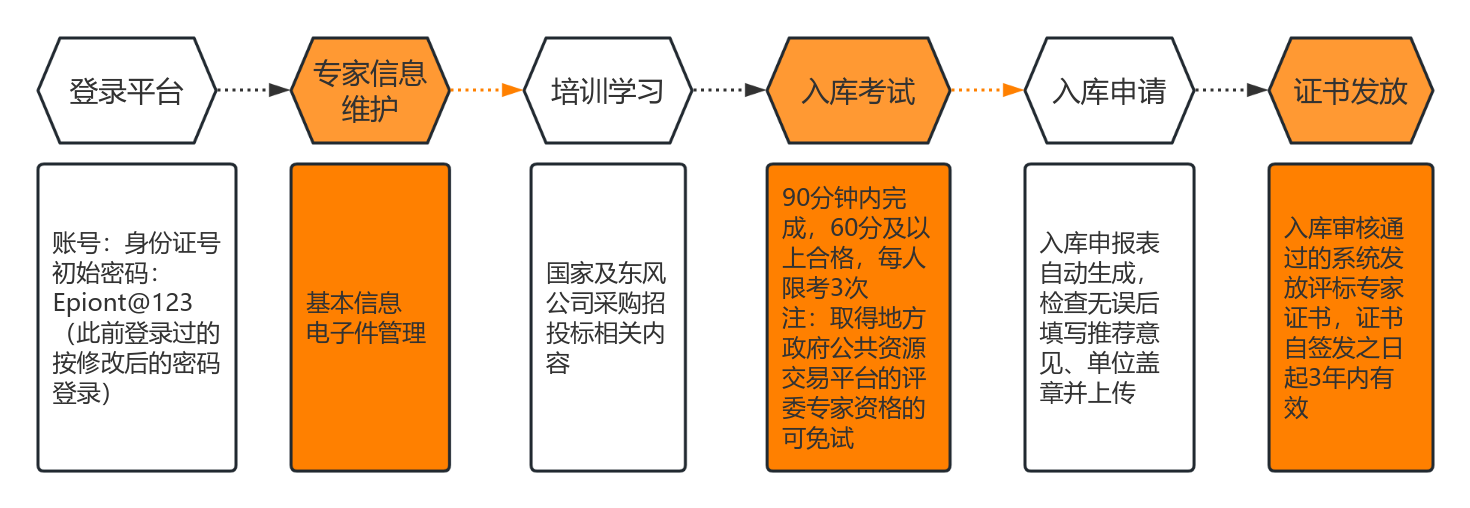 登录平台
专家信息
维护
培训学习
入库考试
入库申请
证书发放
账号：身份证号
初始密码：
Epiont@123
（此前登录过的
按修改后的密码
登录）
基本信息
电子件管理
国家及东风
公司采购招
投标相关内
容
90分钟内完
成，60分及以
上合格，每人
限考3次
注：取得地方
政府公共资源
交易平台的评
委专家资格的
可免试
入库申报表
自动生成，
检查无误后
填写推荐意
见、单位盖
章并上传
入库审核通
过的系统发
放评标专家
证书，证书
自签发之日
起3年内有
效